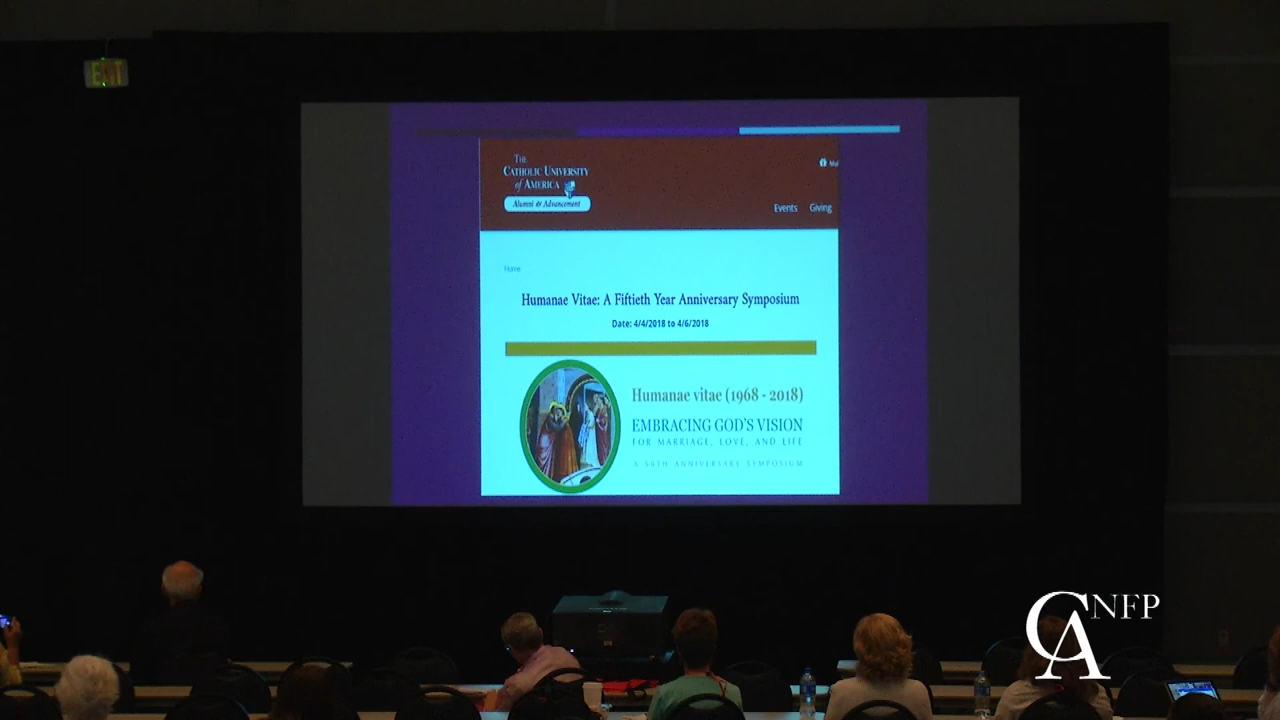 EXIT
THE
CATHOLIC UNIVERSITY
of AMERICA
Alumni & Advancement
Events Giving
Home
Humanae Vitae: A Fiftieth Year Anniversary Symposium
Date: 4/4/2018 to 4/6/2018
Humanae vitae (1968 - 2018)
EMBRACING GOD'S VISION
FOR MARRIAGE, LOVE, AND LIFE
A 50TH ANNIVERSARY SYMPOSIUM
CA NFP